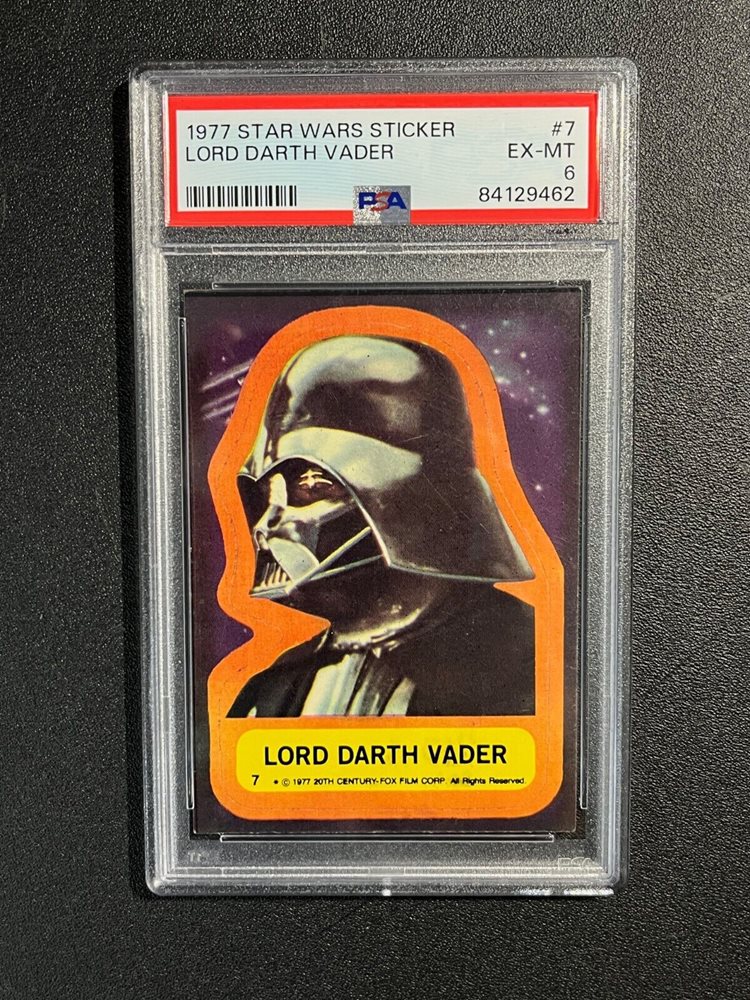 1977 STAR WARS STICKER #7
LORD DARTH VADER EX-MT
6
PSA 84129462
LORD DARTH VADER
7 * © 1977 20TH CENTURY-FOX FILM CORP. All Rights Reserved.
PSA